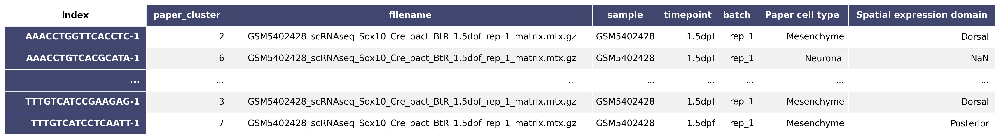 index paper_cluster filename sample timepoint batch Paper cell type Spatial expression domain
AAACCTGGTTCACCTC-1 2 GSM5402428_scRNAseq_Sox10_Cre_bact_BtR_1.5dpf_rep_1_matrix.mtx.gz GSM5402428 1.5dpf rep_1 Mesenchyme Dorsal
AAACCTGTCACGCATA-1 6 GSM5402428_scRNAseq_Sox10_Cre_bact_BtR_1.5dpf_rep_1_matrix.mtx.gz GSM5402428 1.5dpf rep_1 Neuronal NaN
... ... ... ... ... ... ... ...
TTTGTCATCCGAAGAG-1 3 GSM5402428_scRNAseq_Sox10_Cre_bact_BtR_1.5dpf_rep_1_matrix.mtx.gz GSM5402428 1.5dpf rep_1 Mesenchyme Dorsal
TTTGTCATCCTCAATT-1 7 GSM5402428_scRNAseq_Sox10_Cre_bact_BtR_1.5dpf_rep_1_matrix.mtx.gz GSM5402428 1.5dpf rep_1 Mesenchyme Posterior